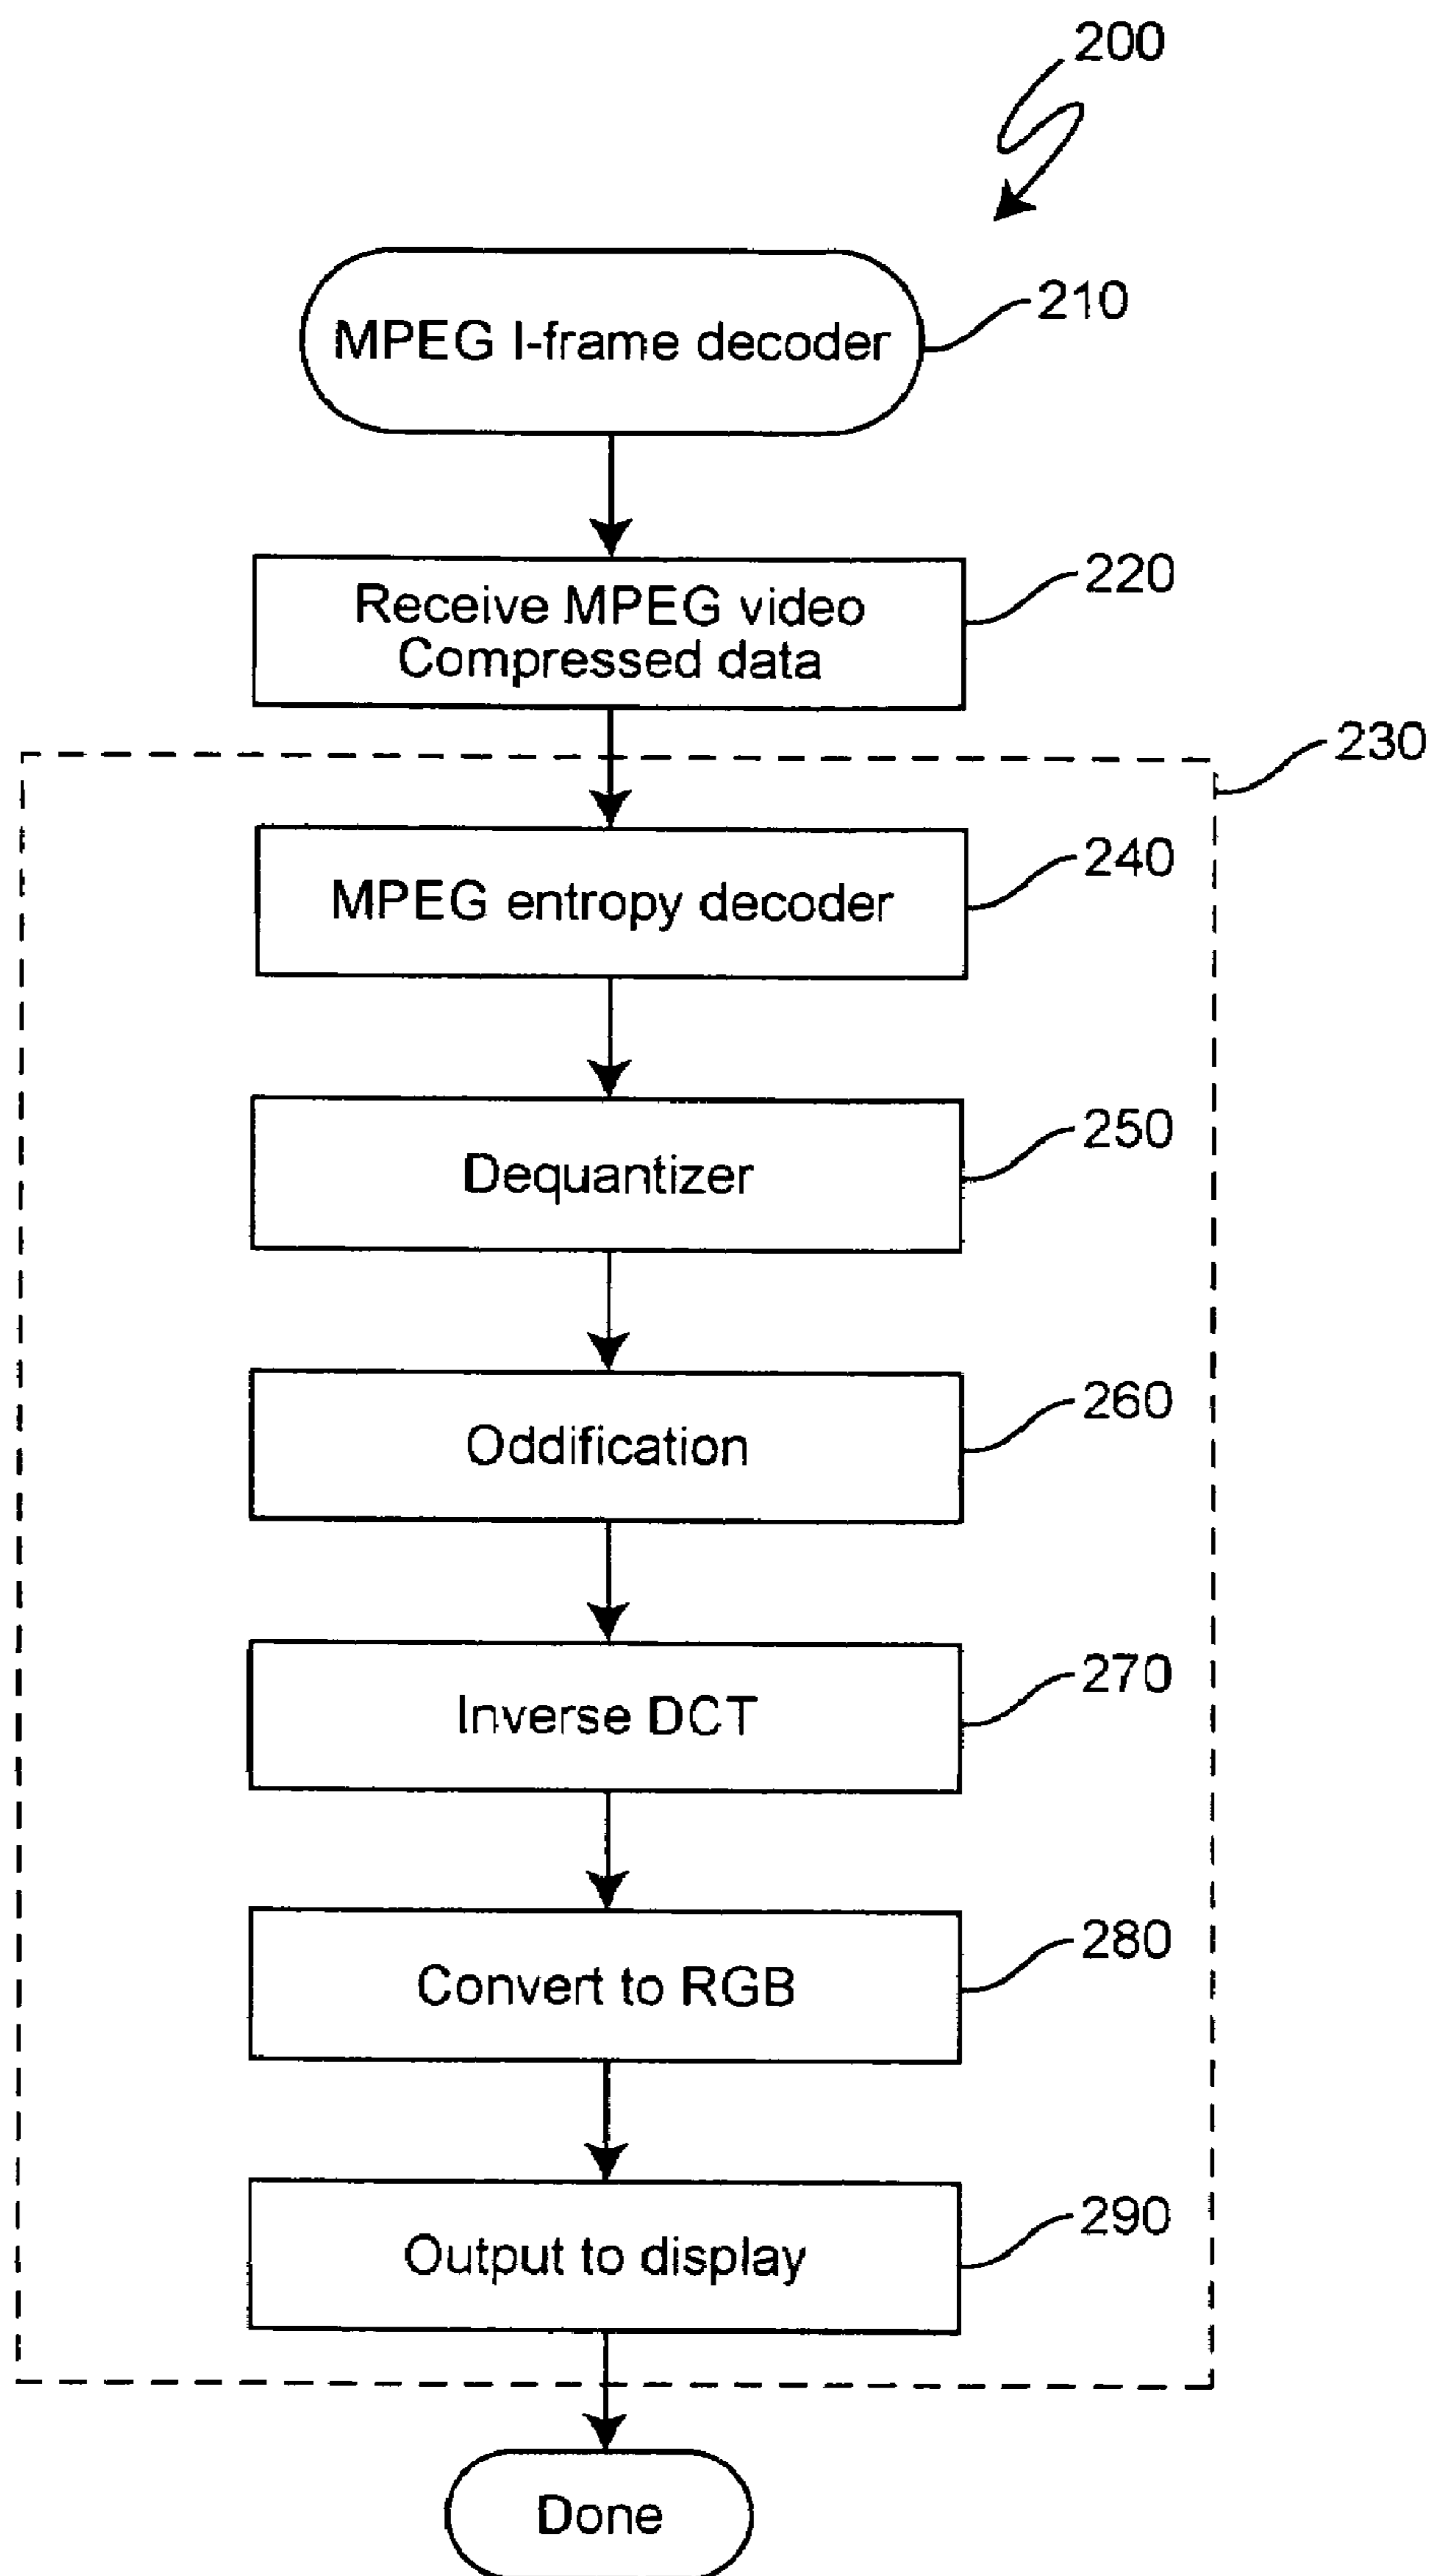 200
MPEG I-frame decoder
210
Receive MPEG video
Compressed data
220
230
MPEG entropy decoder
240
Dequantizer
250
Oddification
260
Inverse DCT
270
Convert to RGB
280
Output to display
290
Done